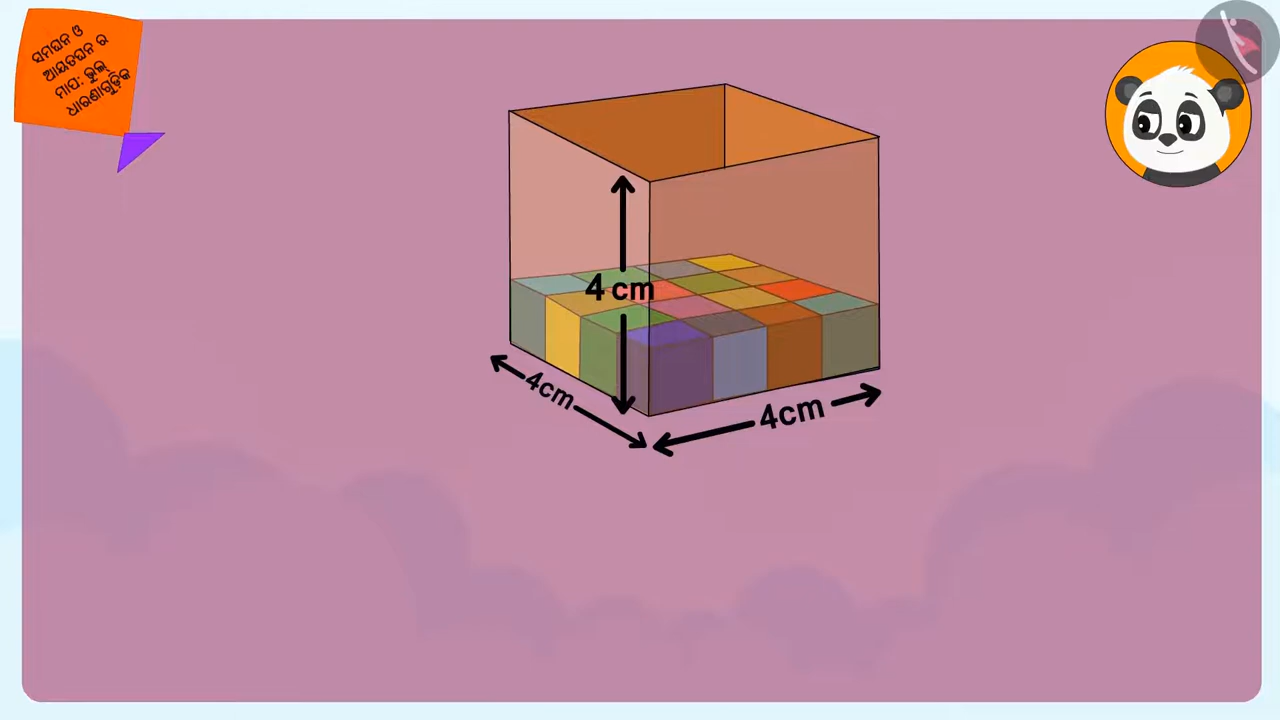 ସମଘନ ଓ
ଆୟତଘନ ର
ମାପ: ଭୁଲ୍
ଧାରଣାଗୁଡ଼ିକ
4 cm
4cm
4cm